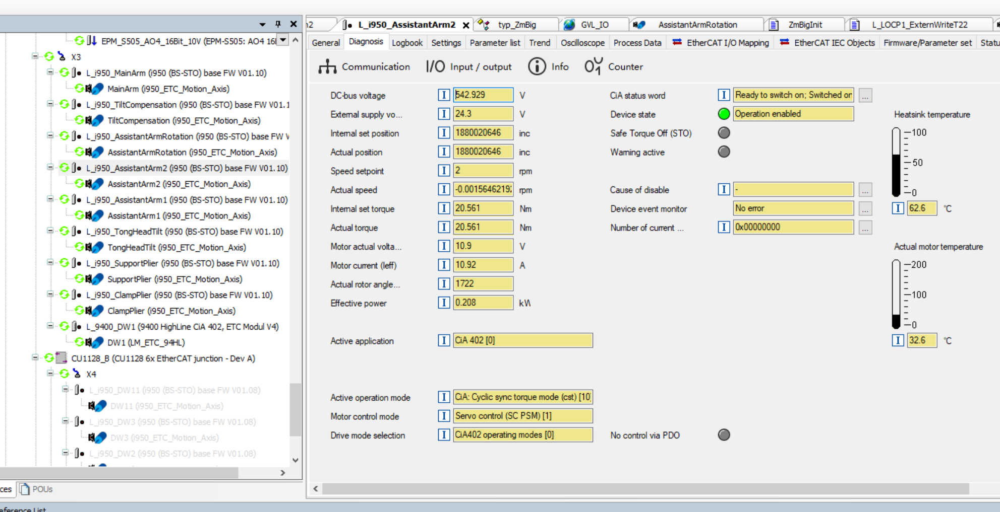 12
L_i950_AssistantArm2
typ_ZmBig
GVL_IO
AssistantArmRotation
ZmBigInit
L_LOCP1_ExternWriteT22
General Diagnosis Logbook Settings Parameter list Trend Oscilloscope Process Data EtherCAT I/O Mapping EtherCAT IEC Objects Firmware/Parameter set Statu
EPM_S505_AO4_16Bit_10V (EPM-S505: AO4 16
X3
L_i950_MainArm (i950 (BS-STO) base FW V01.10)
MainArm (i950_ETC_Motion_Axis)
L_i950_TiltCompensation (i950 (BS-STO) base FW V01.1
TiltCompensation (i950_ETC_Motion_Axis)
L_i950_AssistantArmRotation (i950 (BS-STO) base FW V
AssistantArmRotation (i950_ETC_Motion_Axis)
L_i950_AssistantArm2 (i950 (BS-STO) base FW V01.10)
AssistantArm2 (i950_ETC_Motion_Axis)
L_i950_AssistantArm1 (i950 (BS-STO) base FW V01.10)
AssistantArm1 (i950_ETC_Motion_Axis)
L_i950_TongHeadTilt (i950 (BS-STO) base FW V01.10)
TongHeadTilt (i950_ETC_Motion_Axis)
L_i950_SupportPlier (i950 (BS-STO) base FW V01.10)
SupportPlier (i950_ETC_Motion_Axis)
L_i950_ClampPlier (i950 (BS-STO) base FW V01.10)
ClampPlier (i950_ETC_Motion_Axis)
L_9400_DW1 (9400 HighLine CiA 402, ETC Modul V4)
DW1 (LM_ETC_94HL)
CU1128_B (CU1128 6x EtherCAT junction - Dev A)
X4
L_i950_DW11 (i950 (BS-STO) base FW V01.08)
DW11 (i950_ETC_Motion_Axis)
L_i950_DW3 (i950 (BS-STO) base FW V01.08)
DW3 (i950_ETC_Motion_Axis)
L_i950_DW2 (i950 (BS-STO) base FW V01.08)
ces POUs
eference List
Communication I/O Input / output Info Counter
DC-bus voltage I 542.929 V
External supply vo... I 24.3 V
Internal set position I 1880020646 inc
Actual position I 1880020646 inc
Speed setpoint I 2 rpm
Actual speed I -0.0015646219 rpm
Internal set torque I 20.561 Nm
Actual torque I 20.561 Nm
Motor actual volta... I 10.9 V
Motor current (Ieff) I 10.92 A
Actual rotor angle... I 1722
Effective power I 0.208 kW
Active application I CiA 402 [0]
Active operation mode I CiA: Cyclic sync torque mode (cst) [10]
Motor control mode I Servo control (SC PSM) [1]
Drive mode selection I CiA402 operating modes [0]
CiA status word I Ready to switch on; Switched on ...
Device state Operation enabled
Safe Torque Off (STO)
Warning active
Cause of disable I - ...
Device event monitor No error ...
Number of current ... I 0x00000000 ...
No control via PDO
Heatsink temperature
100
50
0
I 62.6 °C
Actual motor temperature
200
100
0
I 32.6 °C